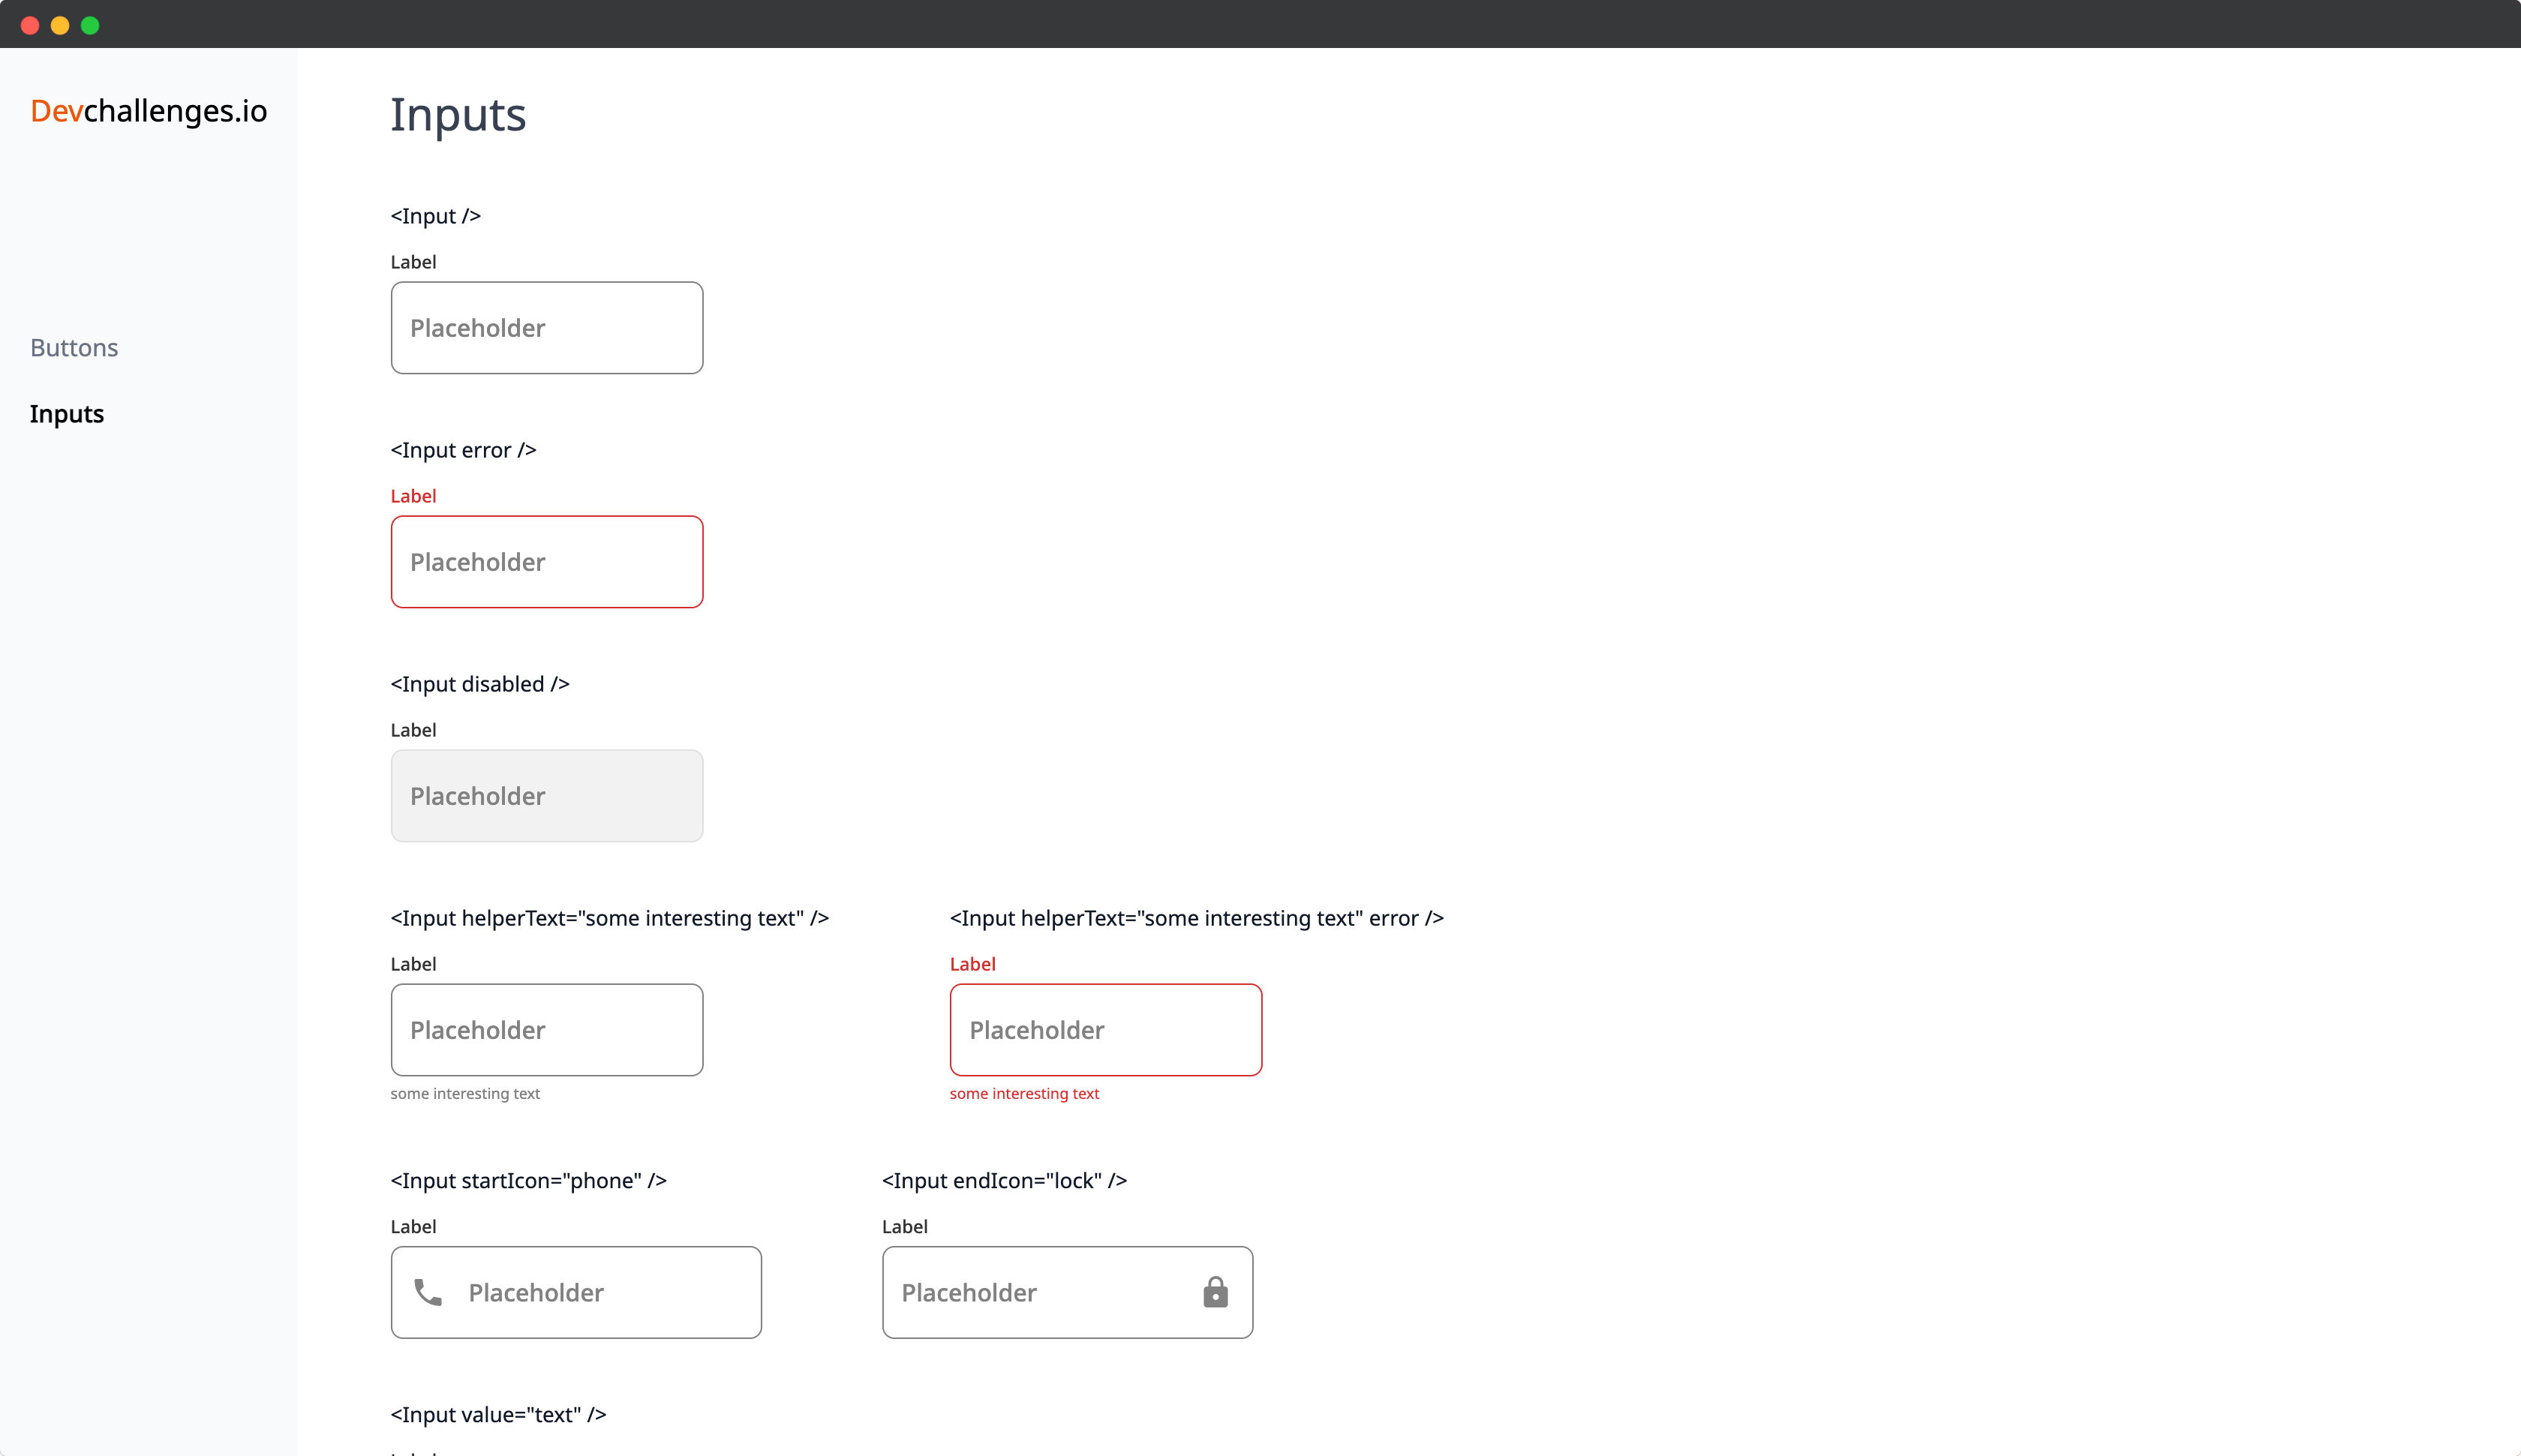 Devchallenges.io
Buttons
Inputs
Inputs
<Input />
Label
Placeholder
<Input error />
Label
Placeholder
<Input disabled />
Label
Placeholder
<Input helperText="some interesting text" />
Label
Placeholder
some interesting text
<Input helperText="some interesting text" error />
Label
Placeholder
some interesting text
<Input startIcon="phone" />
Label
Placeholder
<Input endIcon="lock" />
Label
Placeholder
<Input value="text" />